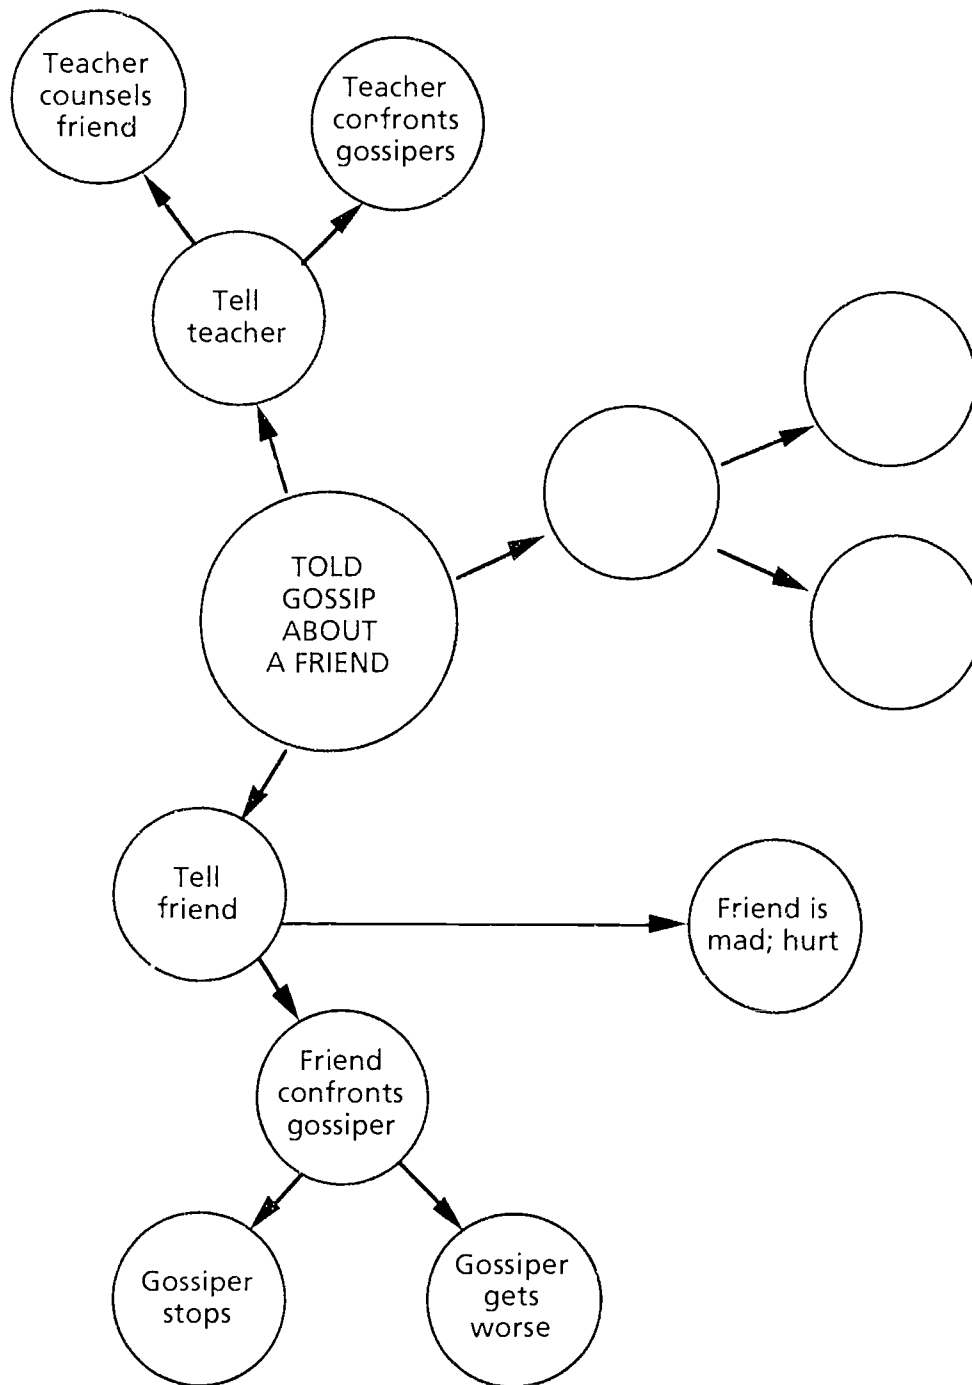 Teacher
counsels
friend
Teacher
confronts
gossipers
Tell
teacher
TOLD
GOSSIP
ABOUT
A FRIEND
Tell
friend
Friend is
mad; hurt
Friend
confronts
gossiper
Gossiper
stops
Gossiper
gets
worse